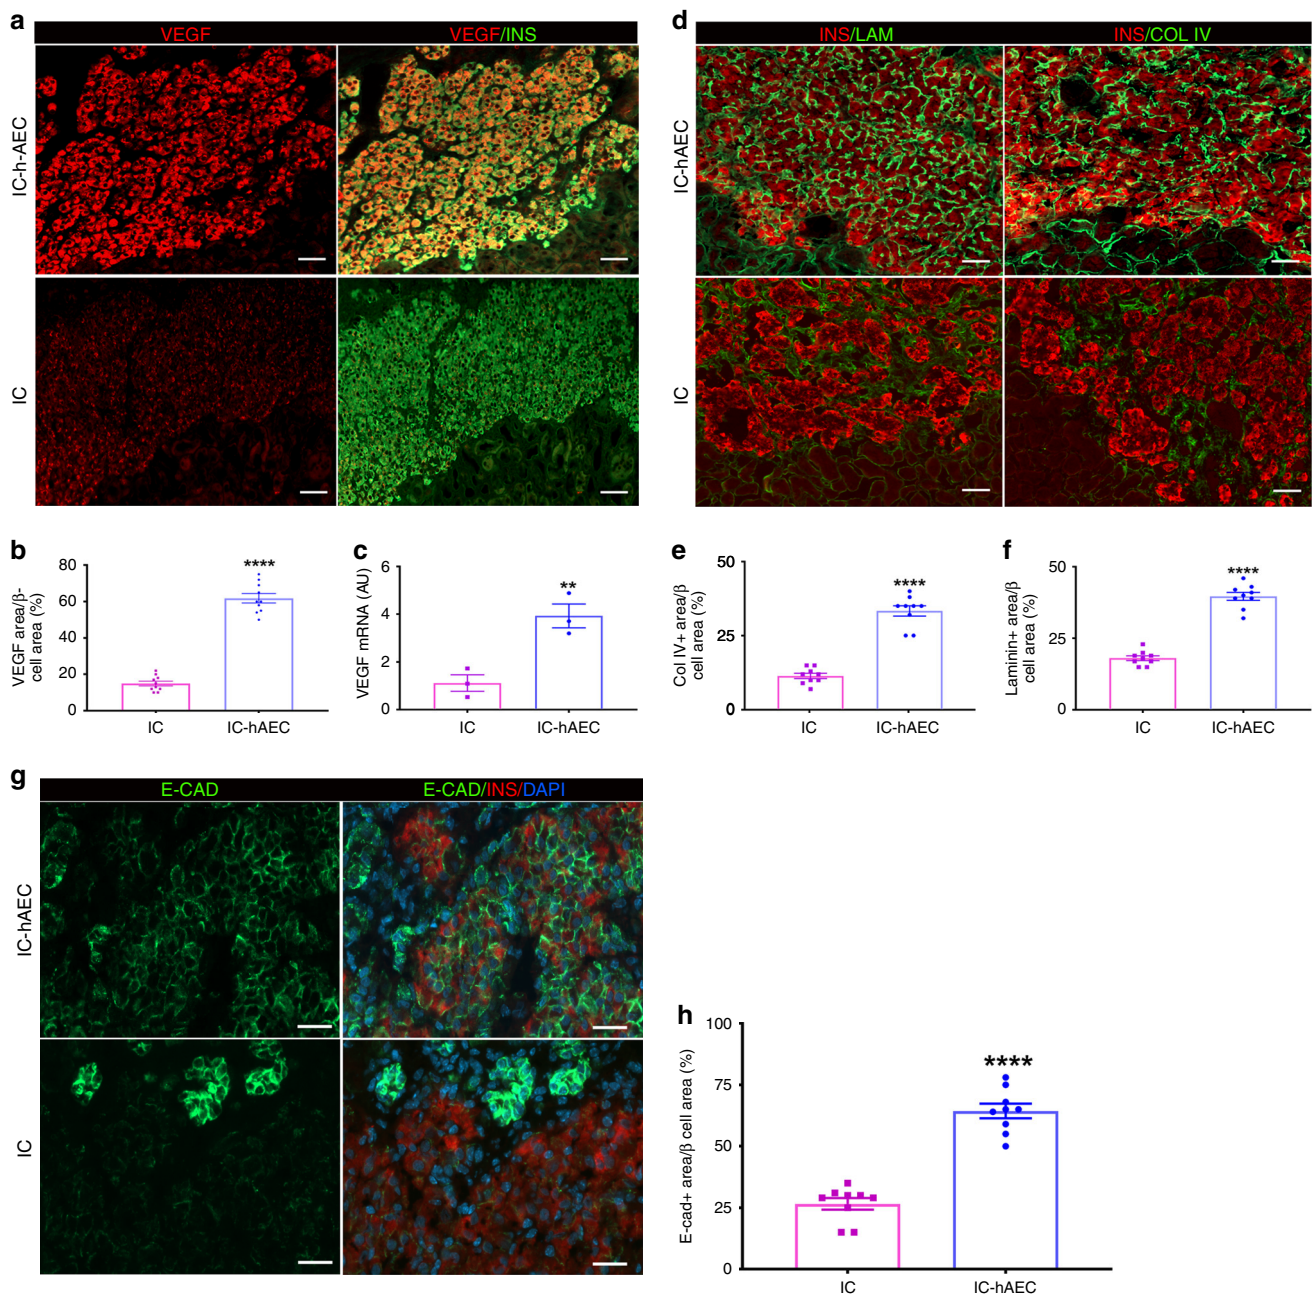 a
VEGF
VEGF/INS
IC-h-AEC
IC
d
INS/LAM
INS/COL IV
IC-hAEC
IC
b
VEGF area/β-
cell area (%)
80
60
40
20
0
****
IC
IC-hAEC
c
VEGF mRNA (AU)
6
4
2
0
**
IC
IC-hAEC
e
Col IV+ area/β
cell area (%)
50
25
0
****
IC
IC-hAEC
f
Laminin+ area/β
cell area (%)
50
25
0
****
IC
IC-hAEC
g
E-CAD
E-CAD/INS/DAPI
IC-hAEC
IC
h
E-cad+ area/β cell area (%)
100
75
50
25
0
****
IC
IC-hAEC